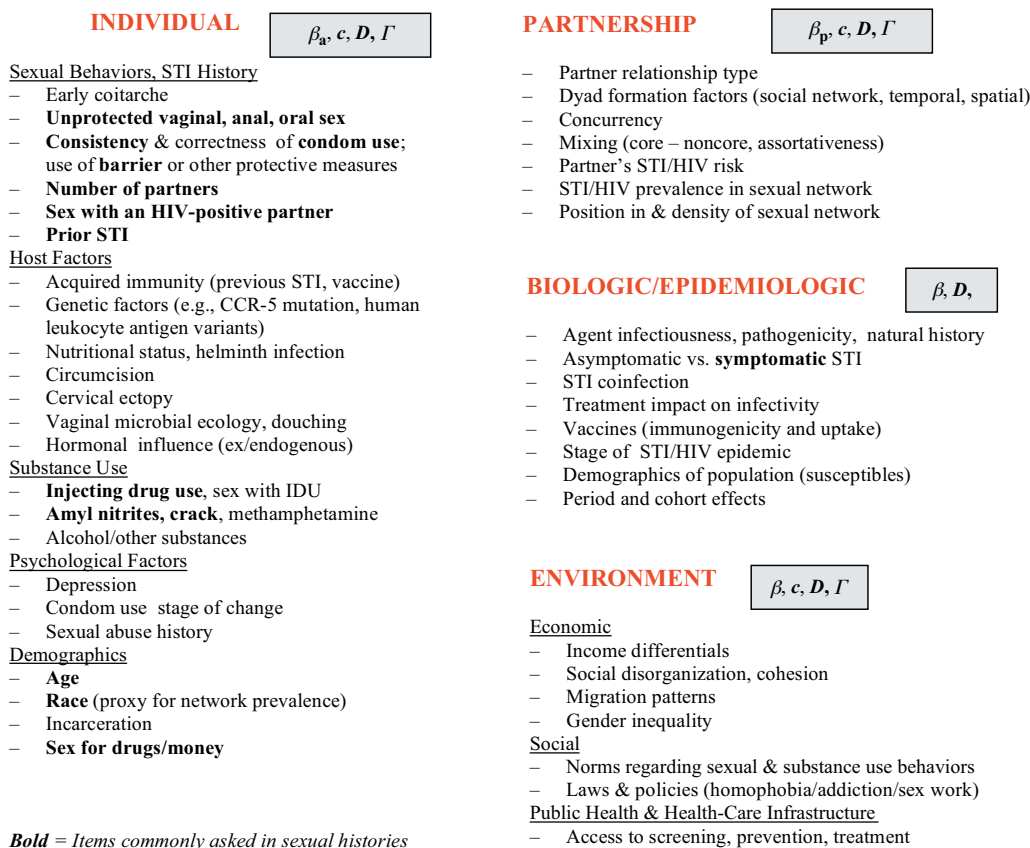 INDIVIDUAL
βa, c, D, Γ
Sexual Behaviors, STI History
– Early coitarche
– Unprotected vaginal, anal, oral sex
– Consistency & correctness of condom use;
use of barrier or other protective measures
– Number of partners
– Sex with an HIV-positive partner
– Prior STI
Host Factors
– Acquired immunity (previous STI, vaccine)
– Genetic factors (e.g., CCR-5 mutation, human
leukocyte antigen variants)
– Nutritional status, helminth infection
– Circumcision
– Cervical ectopy
– Vaginal microbial ecology, douching
– Hormonal influence (ex/endogenous)
Substance Use
– Injecting drug use, sex with IDU
– Amyl nitrites, crack, methamphetamine
– Alcohol/other substances
Psychological Factors
– Depression
– Condom use stage of change
– Sexual abuse history
Demographics
– Age
– Race (proxy for network prevalence)
– Incarceration
– Sex for drugs/money
Bold = Items commonly asked in sexual histories
PARTNERSHIP
βp, c, D, Γ
– Partner relationship type
– Dyad formation factors (social network, temporal, spatial)
– Concurrency
– Mixing (core – noncore, assortativeness)
– Partner's STI/HIV risk
– STI/HIV prevalence in sexual network
– Position in & density of sexual network
BIOLOGIC/EPIDEMIOLOGIC
β, D,
– Agent infectiousness, pathogenicity, natural history
– Asymptomatic vs. symptomatic STI
– STI coinfection
– Treatment impact on infectivity
– Vaccines (immunogenicity and uptake)
– Stage of STI/HIV epidemic
– Demographics of population (susceptibles)
– Period and cohort effects
ENVIRONMENT
β, c, D, Γ
Economic
– Income differentials
– Social disorganization, cohesion
– Migration patterns
– Gender inequality
Social
– Norms regarding sexual & substance use behaviors
– Laws & policies (homophobia/addiction/sex work)
Public Health & Health-Care Infrastructure
– Access to screening, prevention, treatment